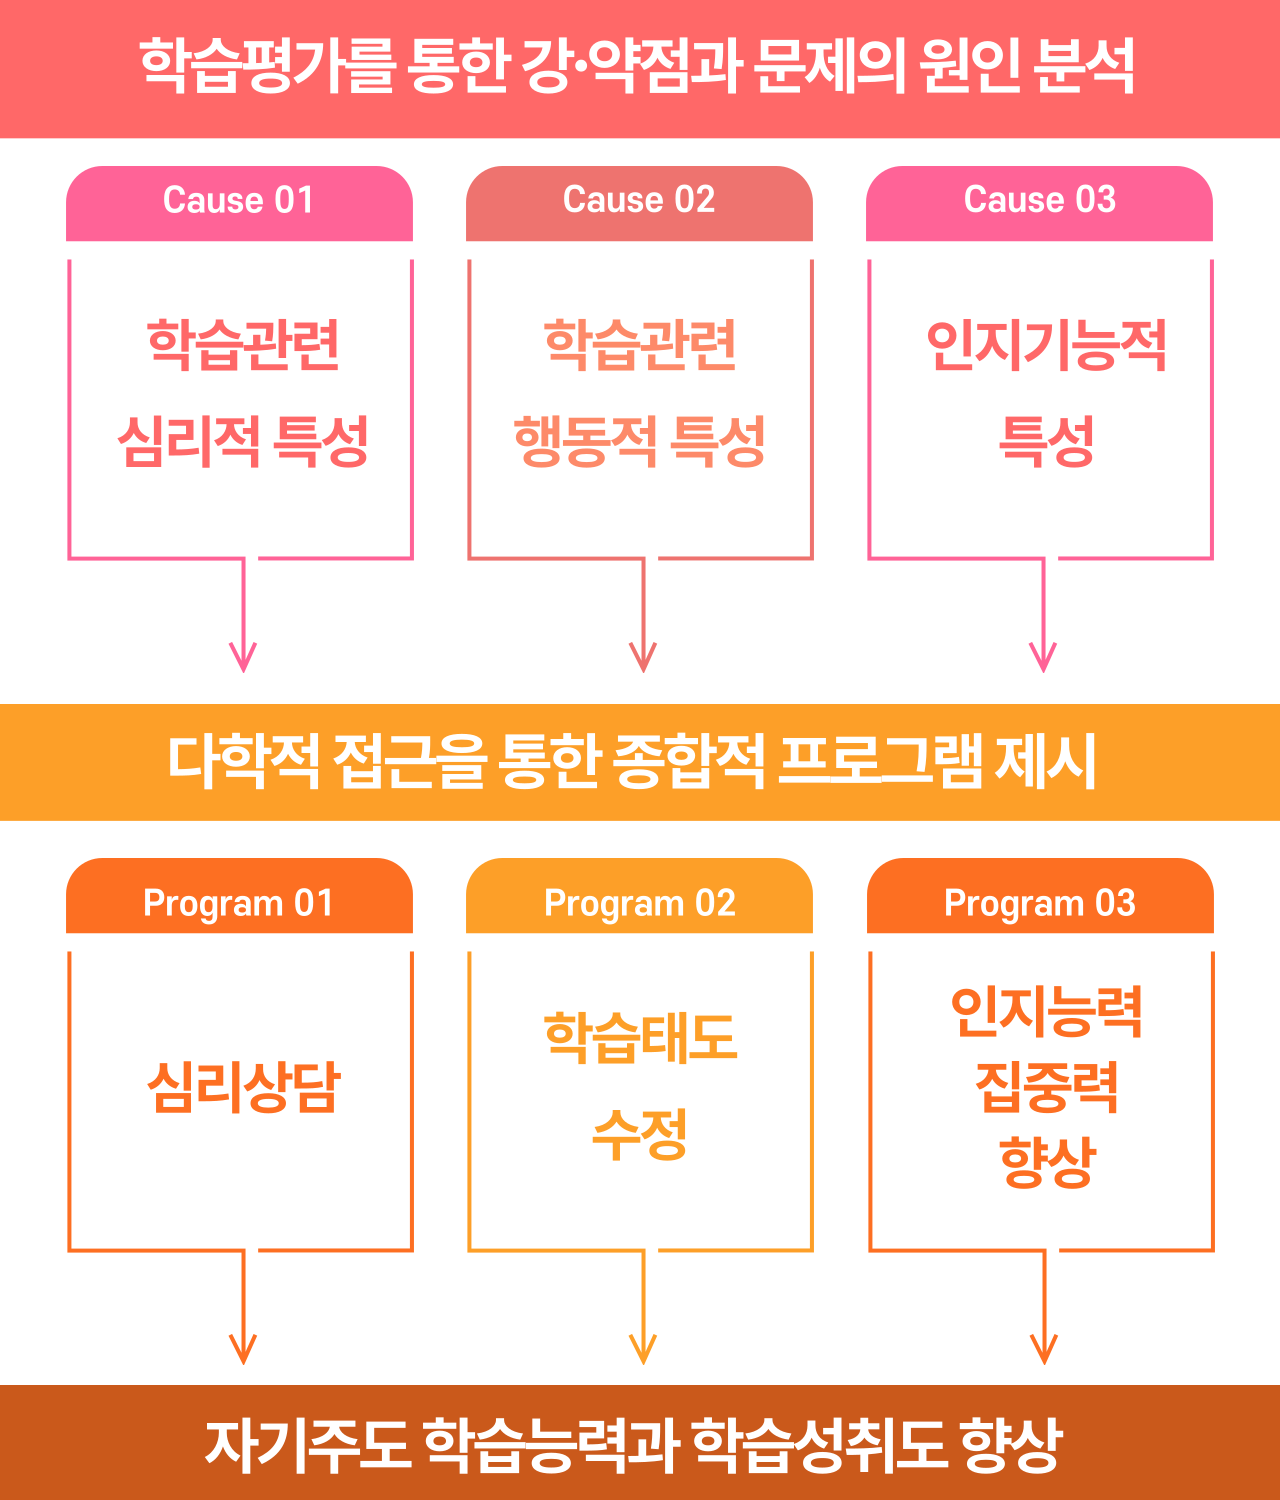 학습평가를 통한 강·약점과 문제의 원인 분석
Cause 01
학습관련
심리적 특성
Cause 02
학습관련
행동적 특성
Cause 03
인지기능적
특성
다학적 접근을 통한 종합적 프로그램 제시
Program 01
심리상담
Program 02
학습태도
수정
Program 03
인지능력
집중력
향상
자기주도 학습능력과 학습성취도 향상